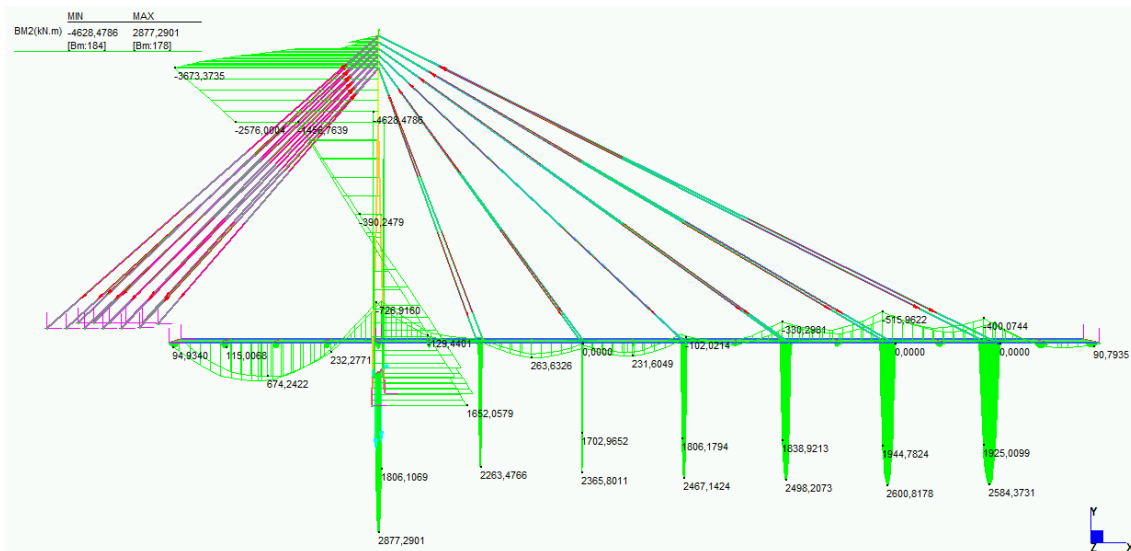 MIN MAX
BM2(kN.m) -4628,4786 2877,2901
[Bm:184] [Bm:178]
-3673,3735
-2576,0004 -1456,7639 -4628,4786
-390,2479
-726,9160 -129,4401 -102,0214 -330,2981 -515,9622 -400,0744
94,9340 115,0068 232,2771 263,6326 0,0000 231,6049 0,0000 0,0000 90,7935
674,2422
1652,0579
1702,9652 1806,1794 1838,9213 1944,7824 1925,0099
1806,1069 2263,4766 2365,8011 2467,1424 2498,2073 2600,8178 2584,3731
2877,2901
Y
Z X